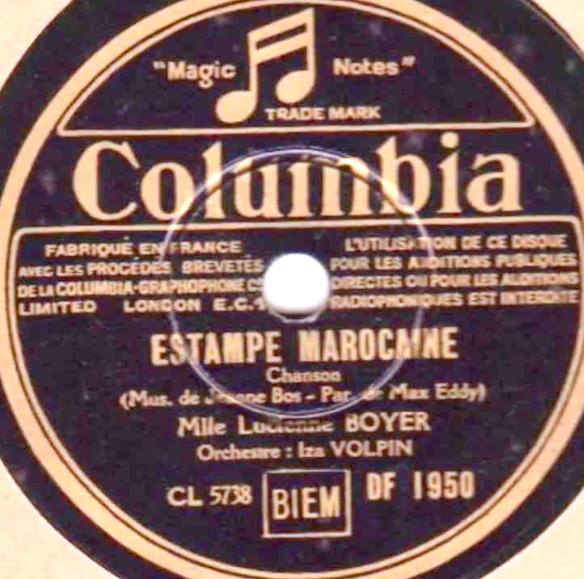 "Magic Notes"
TRADE MARK
Columbia
FABRIQUÉ EN FRANCE
AVEC LES PROCÉDÉS BREVETÉS
DE LA COLUMBIA-GRAPHOPHONE Co
LIMITED LONDON E.C.1
L'UTILISATION DE CE DISQUE
POUR LES AUDITIONS PUBLIQUES
DIRECTES OU POUR LES AUDITIONS
RADIOPHONIQUES EST INTERDITE
ESTAMPE MAROCAINE
Chanson
(Mus. de Jeanne Bos - Par. de Max Eddy)
Mlle Lucienne BOYER
Orchestre : Iza VOLPIN
CL 5738 BIEM DF 1950